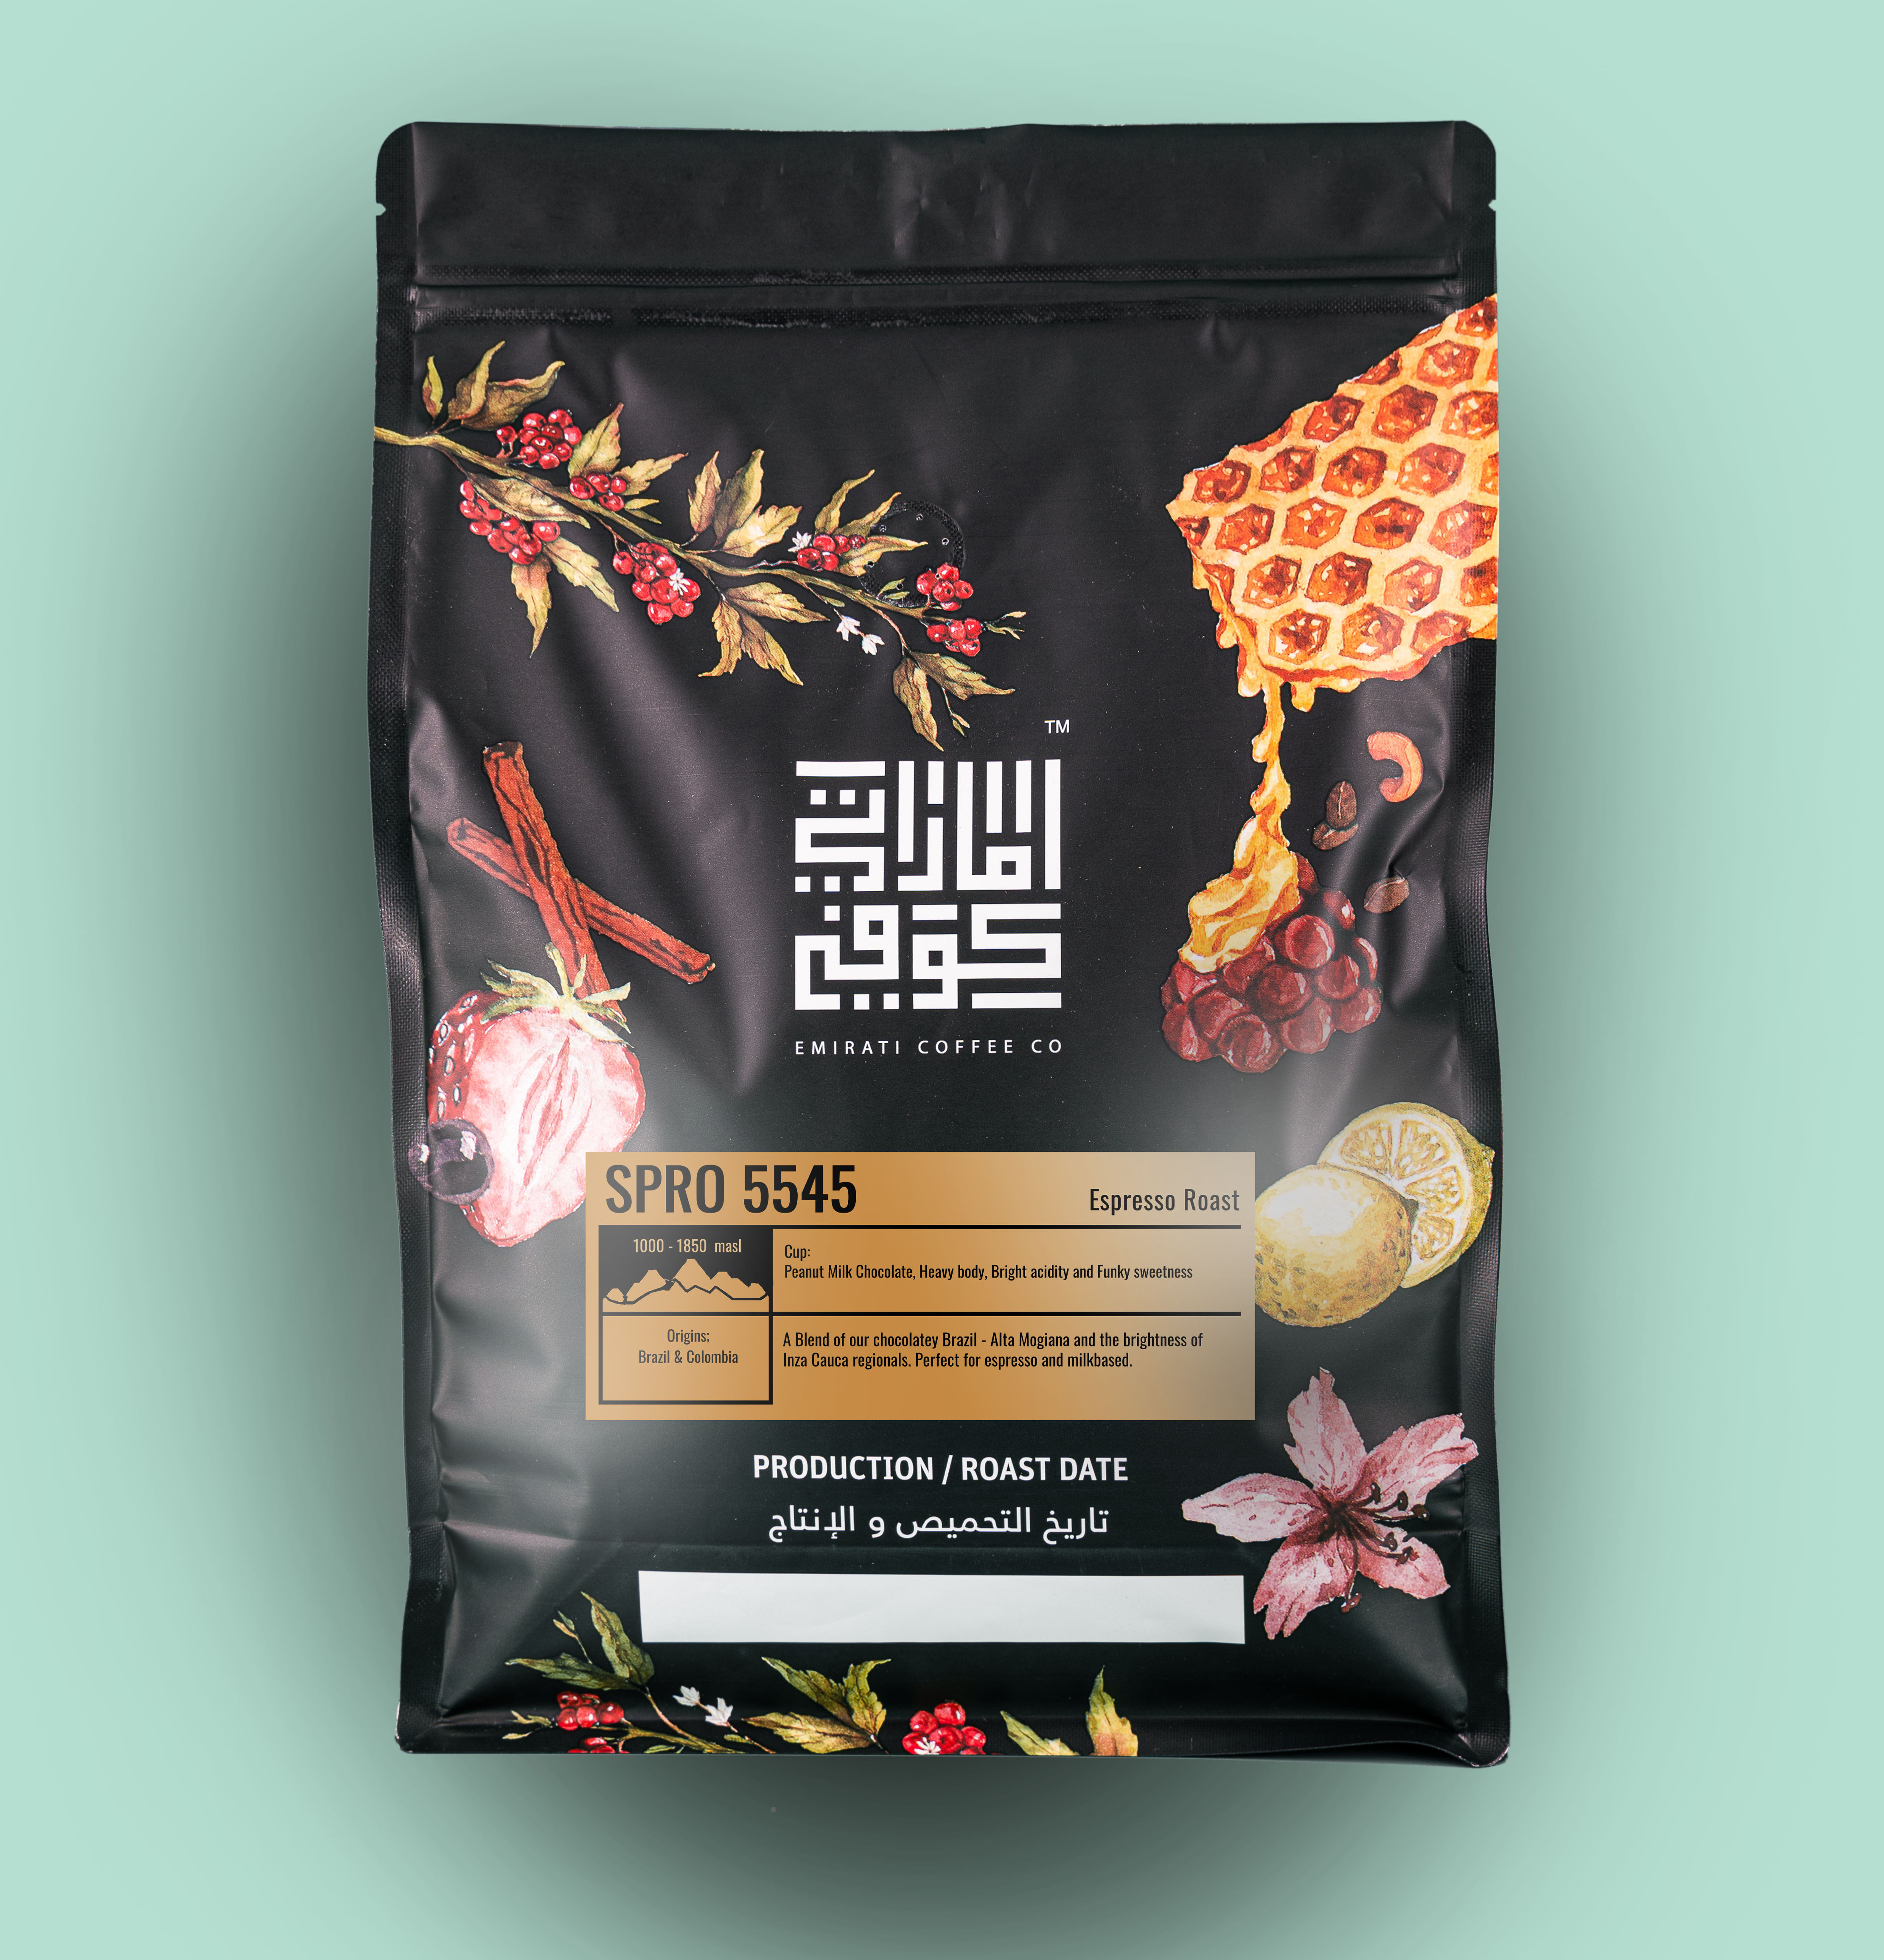 TM
اماراتي
كوفي
EMIRATI COFFEE CO
SPRO 5545
Espresso Roast
1000 - 1850 masl
Cup:
Peanut Milk Chocolate, Heavy body, Bright acidity and Funky sweetness
Origins;
Brazil & Colombia
A Blend of our chocolatey Brazil - Alta Mogiana and the brightness of
Inza Cauca regionals. Perfect for espresso and milkbased.
PRODUCTION / ROAST DATE
تاريخ التحميص و الإنتاج